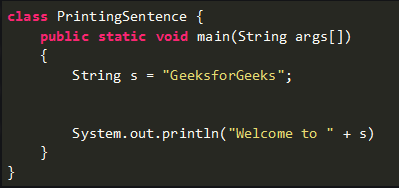 class PrintingSentence {
    public static void main(String args[])
    {
        String s = "GeeksforGeeks";
        System.out.println("Welcome to " + s)
    }
}